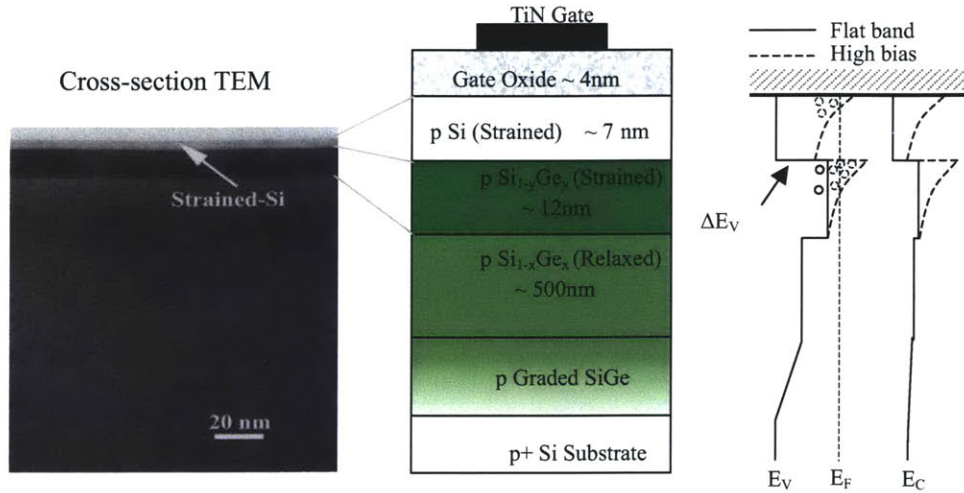 TiN Gate
Cross-section TEM
Strained-Si
20 nm
Gate Oxide ~ 4nm
p Si (Strained) ~ 7 nm
p Si₁₋yGey (Strained)
~ 12nm
p Si₁₋ₓGeₓ (Relaxed)
~ 500nm
p Graded SiGe
p+ Si Substrate
Flat band
High bias
ΔEV
EV
EF
EC